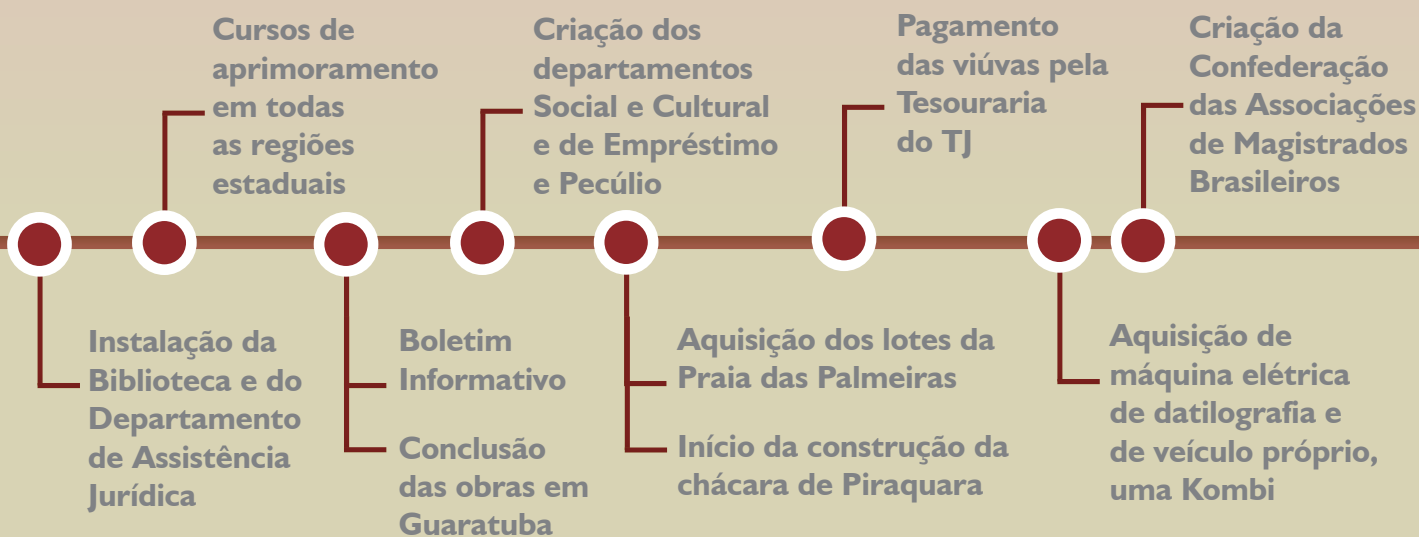 Cursos de
aprimoramento
em todas
as regiões
estaduais
Criação dos
departamentos
Social e Cultural
e de Empréstimo
e Pecúlio
Pagamento
das viúvas pela
Tesouraria
do TJ
Criação da
Confederação
das Associações
de Magistrados
Brasileiros
Instalação da
Biblioteca e do
Departamento
de Assistência
Jurídica
Boletim
Informativo
Conclusão
das obras em
Guaratuba
Aquisição dos lotes da
Praia das Palmeiras
Início da construção da
chácara de Piraquara
Aquisição de
máquina elétrica
de datilografia e
de veículo próprio,
uma Kombi